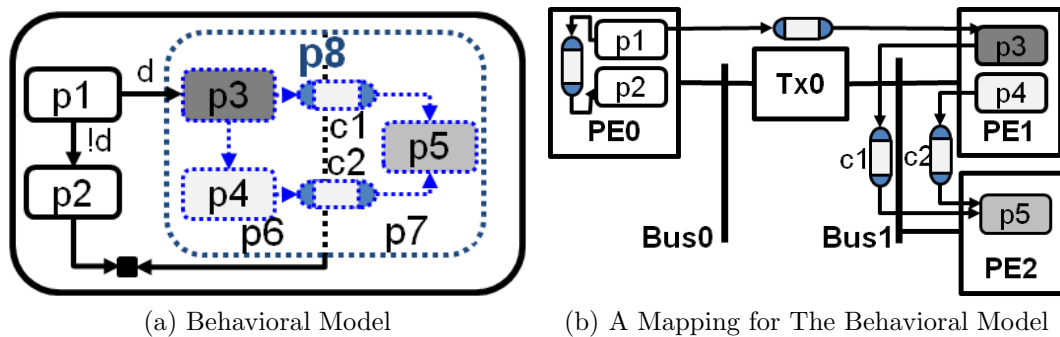 p8
p1
d
p3
c1
!d
p5
c2
p2
p4
p6
p7
(a) Behavioral Model
p1
p2
PE0
Tx0
p3
p4
PE1
c1
c2
p5
Bus0
Bus1
PE2
(b) A Mapping for The Behavioral Model